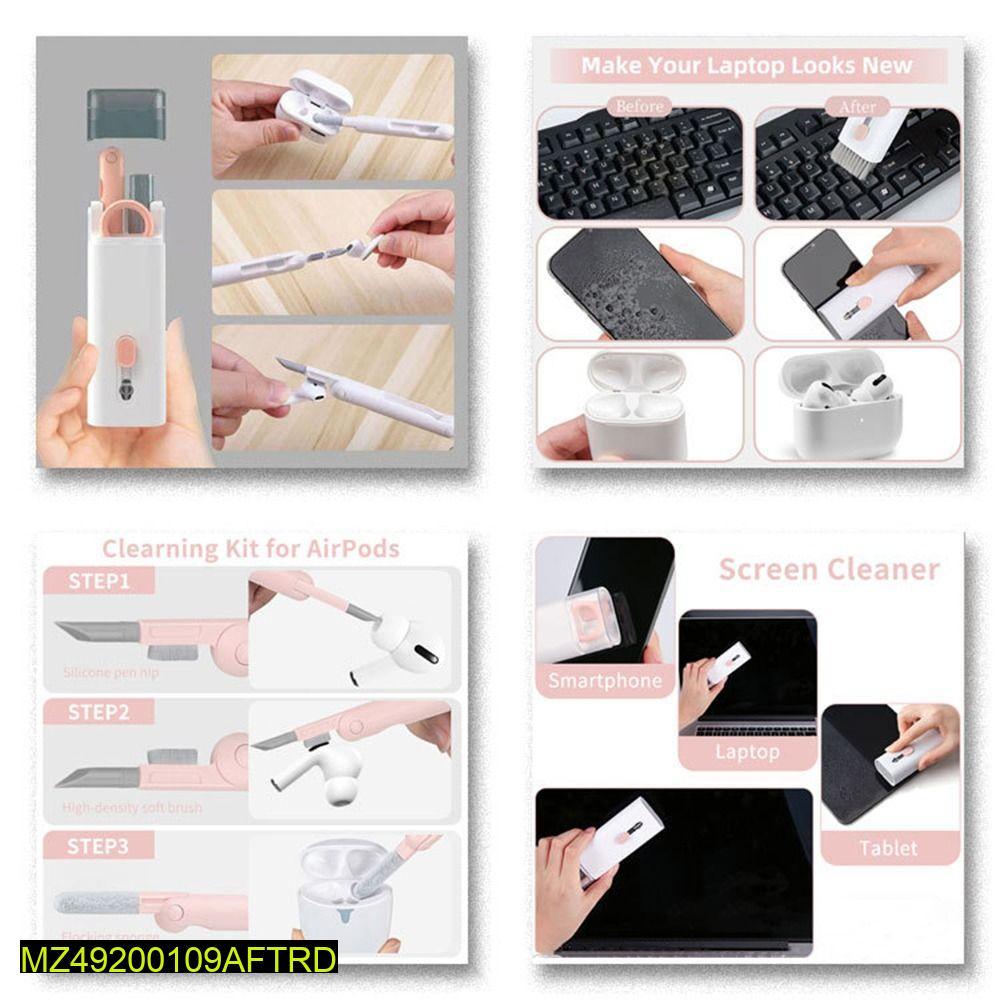 Make Your Laptop Looks New
Before
After
Clearning Kit for AirPods
STEP1
Silicone pen nip
STEP2
High-density soft brush
STEP3
Flocking sponge
Screen Cleaner
Smartphone
Laptop
Tablet
MZ49200109AFTRD